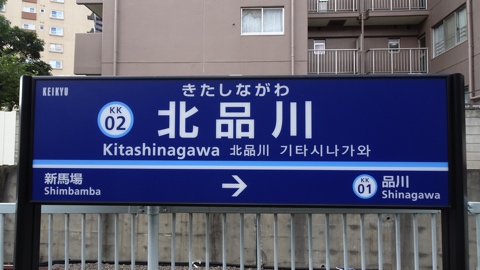 KEIKYU
きたしながわ
KK
02
北品川
Kitashinagawa 北品川 기타시나가와
新馬場
Shimbamba
→
KK
01
品川
Shinagawa